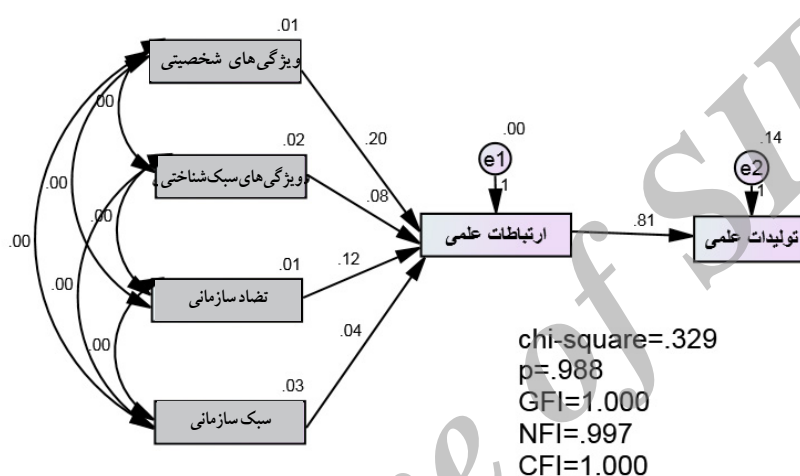 .01
ویژگی‌های شخصیتی
.02
ویژگی‌های سبک‌شناختی
.01
تضاد سازمانی
.03
سبک سازمانی
.00
.00
.00
.00
.00
.00
.20
.08
.12
.04
.00
e1
1
ارتباطات علمی
.81
.14
e2
1
تولیدات علمی
chi-square=.329
p=.988
GFI=1.000
NFI=.997
CFI=1.000